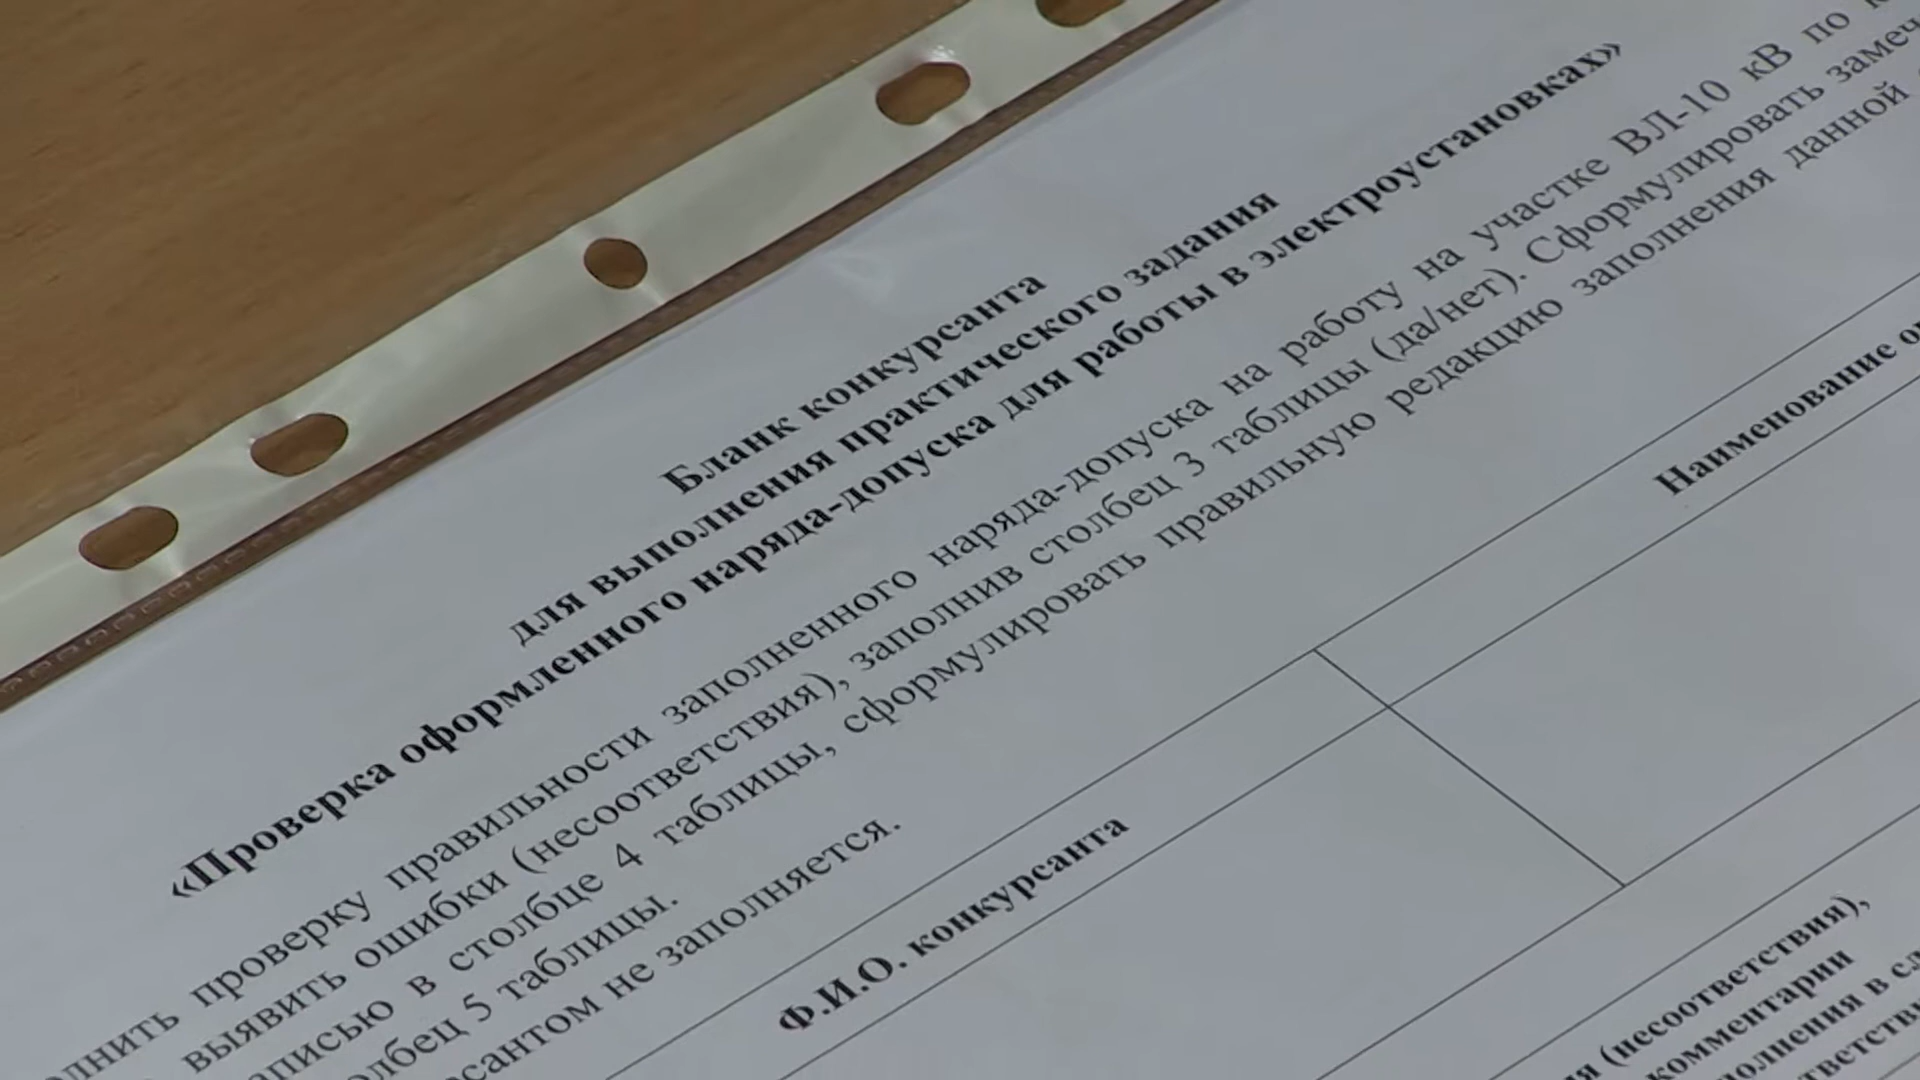 Бланк конкурсанта
для выполнения практического задания
«Проверка оформленного наряда-допуска для работы в электроустановках»
проверку правильности заполненного наряда-допуска на работу на участке ВЛ-10 кВ по
выявить ошибки (несоответствия), заполнив столбец 3 таблицы (да/нет). Сформулировать
в столбце 4 таблицы, сформулировать правильную редакцию заполнения данной
5 таблицы.
не заполняется.
Ф.И.О. конкурсанта
Наименование
(несоответствия),
комментарии
в